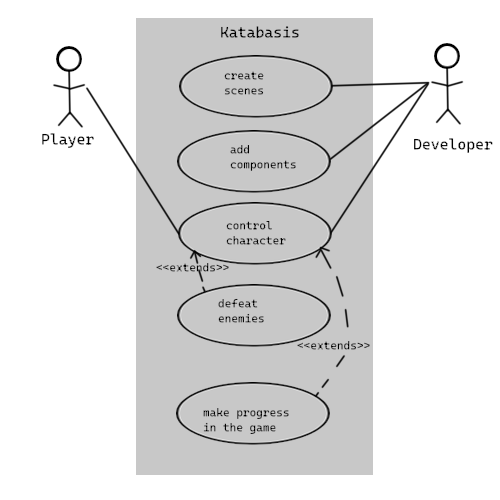 Katabasis
create
scenes
Player
Developer
add
components
control
character
<<extends>>
defeat
enemies
<<extends>>
make progress
in the game